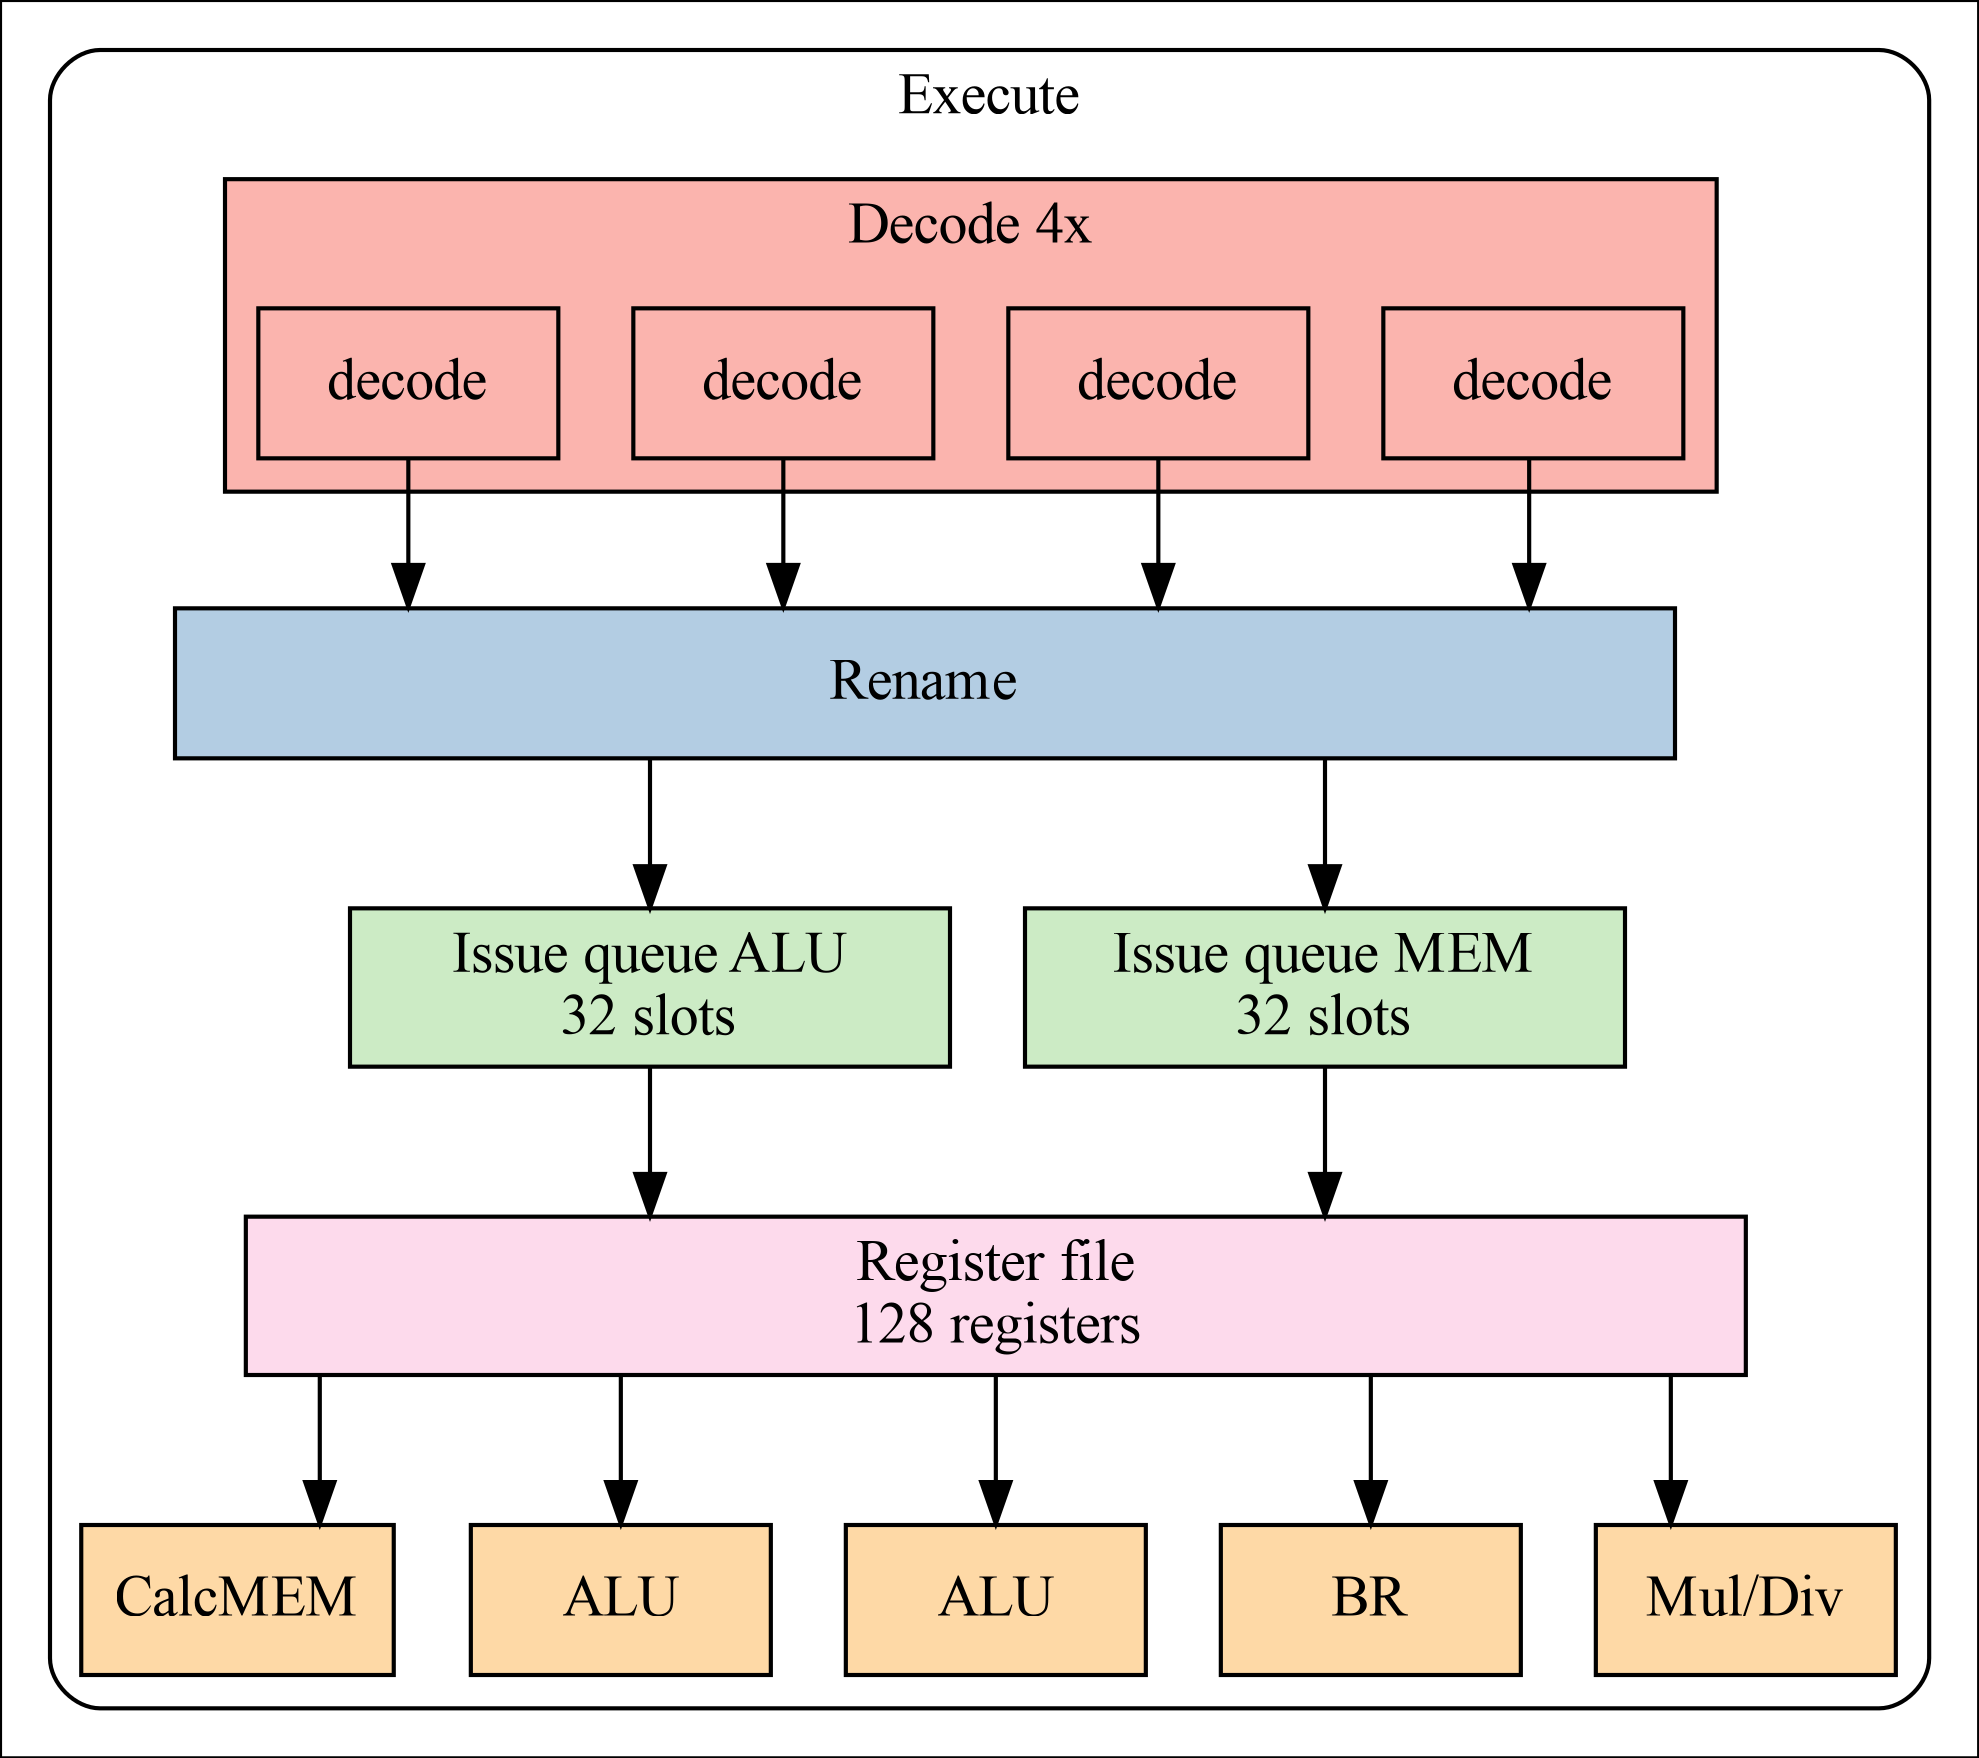 Execute
Decode 4x
decode
decode
decode
decode
Rename
Issue queue ALU
32 slots
Issue queue MEM
32 slots
Register file
128 registers
CalcMEM
ALU
ALU
BR
Mul/Div